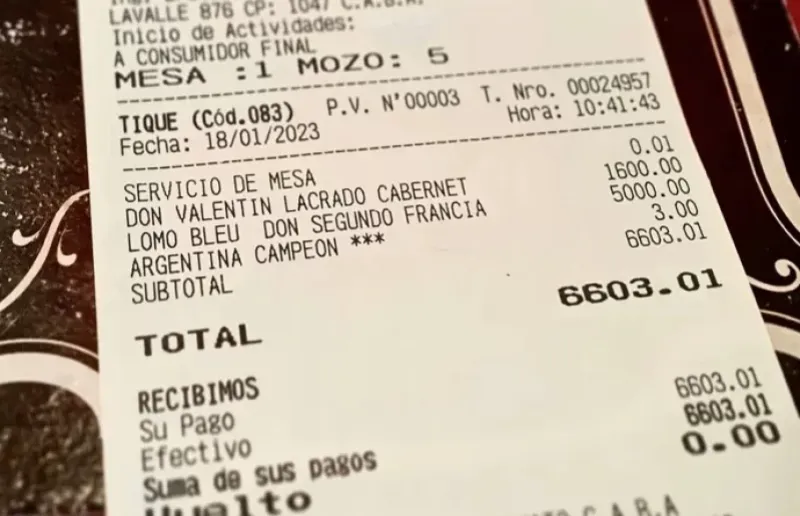 LAVALLE 876 CP: 1047 C.A.B.A.
Inicio de Actividades:
A CONSUMIDOR FINAL
MESA :1 MOZO: 5
TIQUE (Cód.083) P.V. N°00003 T. Nro. 00024957
Fecha: 18/01/2023 Hora: 10:41:43
SERVICIO DE MESA 0.01
DON VALENTIN LACRADO CABERNET 1600.00
LOMO BLEU DON SEGUNDO FRANCIA 5000.00
ARGENTINA CAMPEON *** 3.00
SUBTOTAL 6603.01
TOTAL 6603.01
RECIBIMOS
Su Pago
Efectivo 6603.01
Suma de sus pagos 6603.01
Vuelto 0.00
C.A.B.A